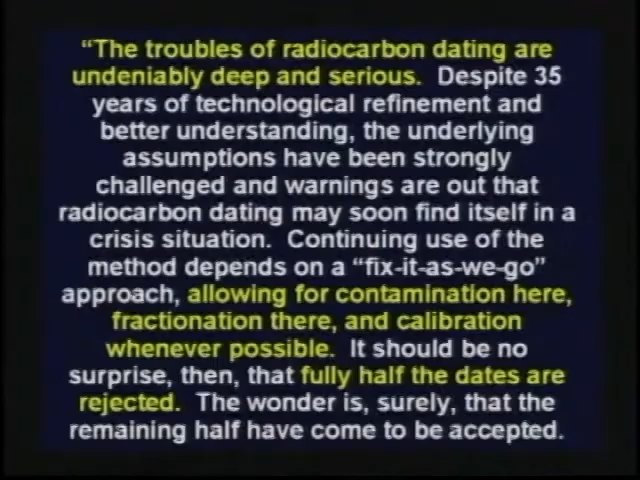 “The troubles of radiocarbon dating are
undeniably deep and serious.  Despite 35
years of technological refinement and
better understanding, the underlying
assumptions have been strongly
challenged and warnings are out that
radiocarbon dating may soon find itself in a
crisis situation.  Continuing use of the
method depends on a “fix-it-as-we-go”
approach, allowing for contamination here,
fractionation there, and calibration
whenever possible.  It should be no
surprise, then, that fully half the dates are
rejected.  The wonder is, surely, that the
remaining half have come to be accepted.